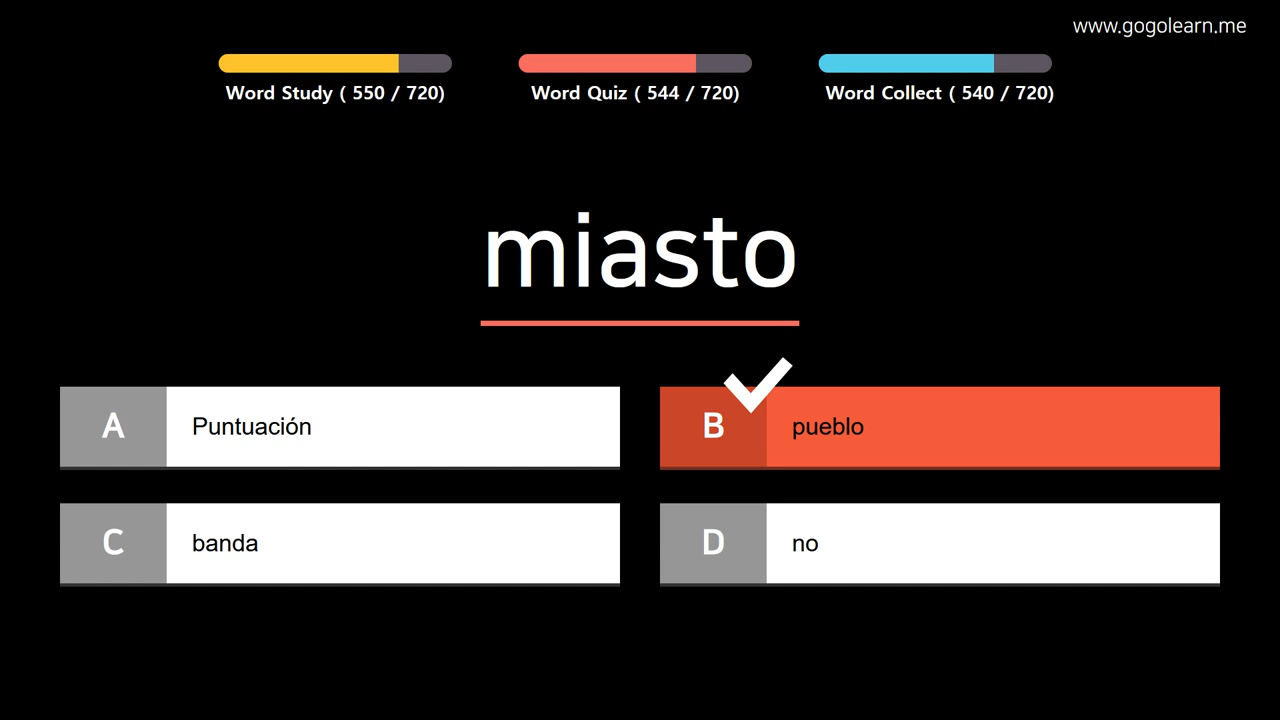 www.gogolearn.me
Word Study ( 550 / 720)
Word Quiz ( 544 / 720)
Word Collect ( 540 / 720)
miasto
A Puntuación
B pueblo
C banda
D no